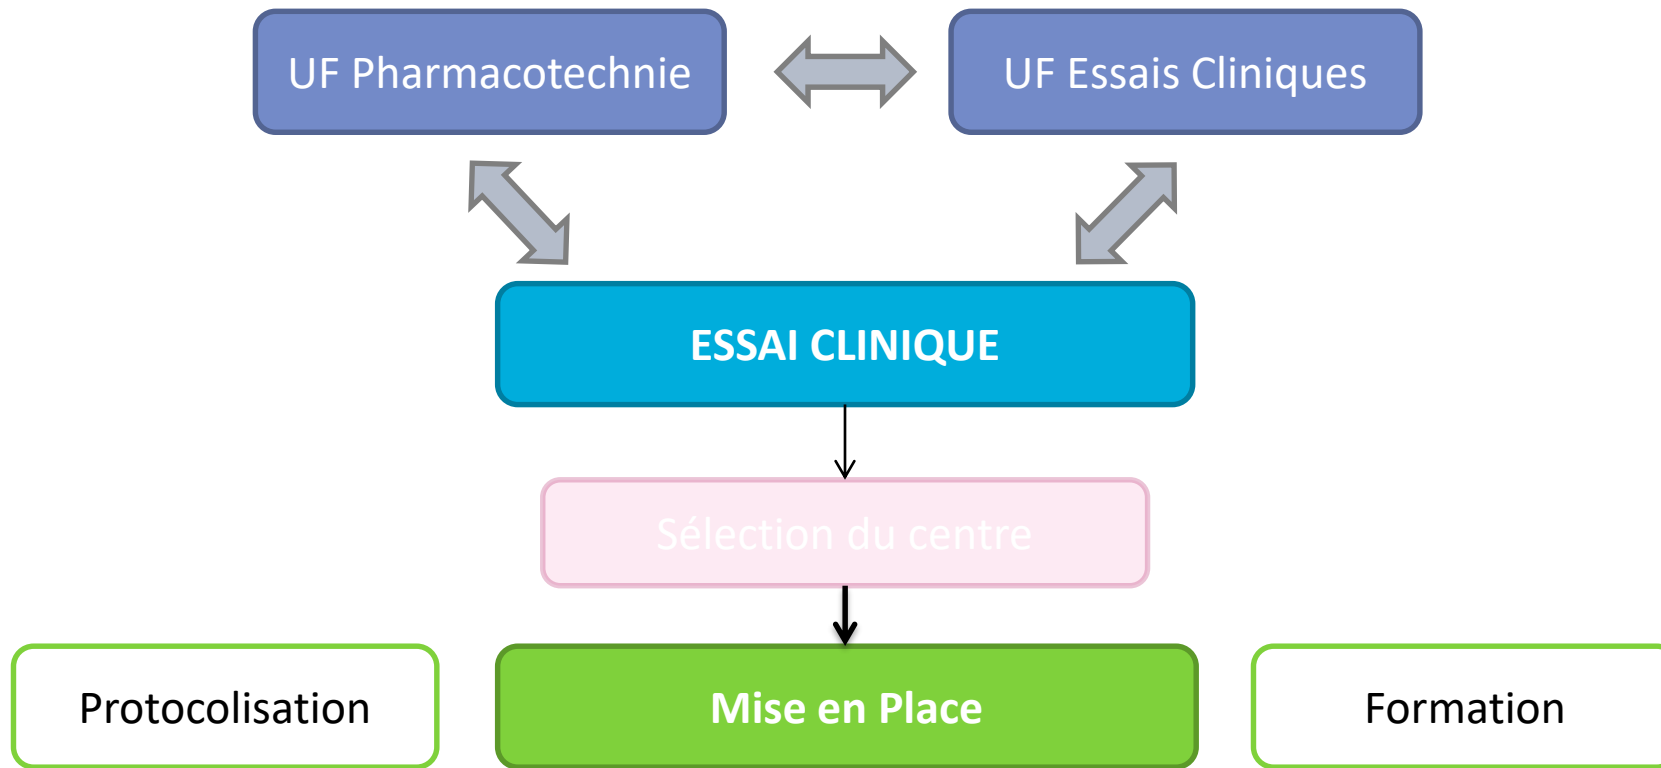 UF Pharmacotechnie
UF Essais Cliniques
ESSAI CLINIQUE
Sélection du centre
Protocolisation
Mise en Place
Formation